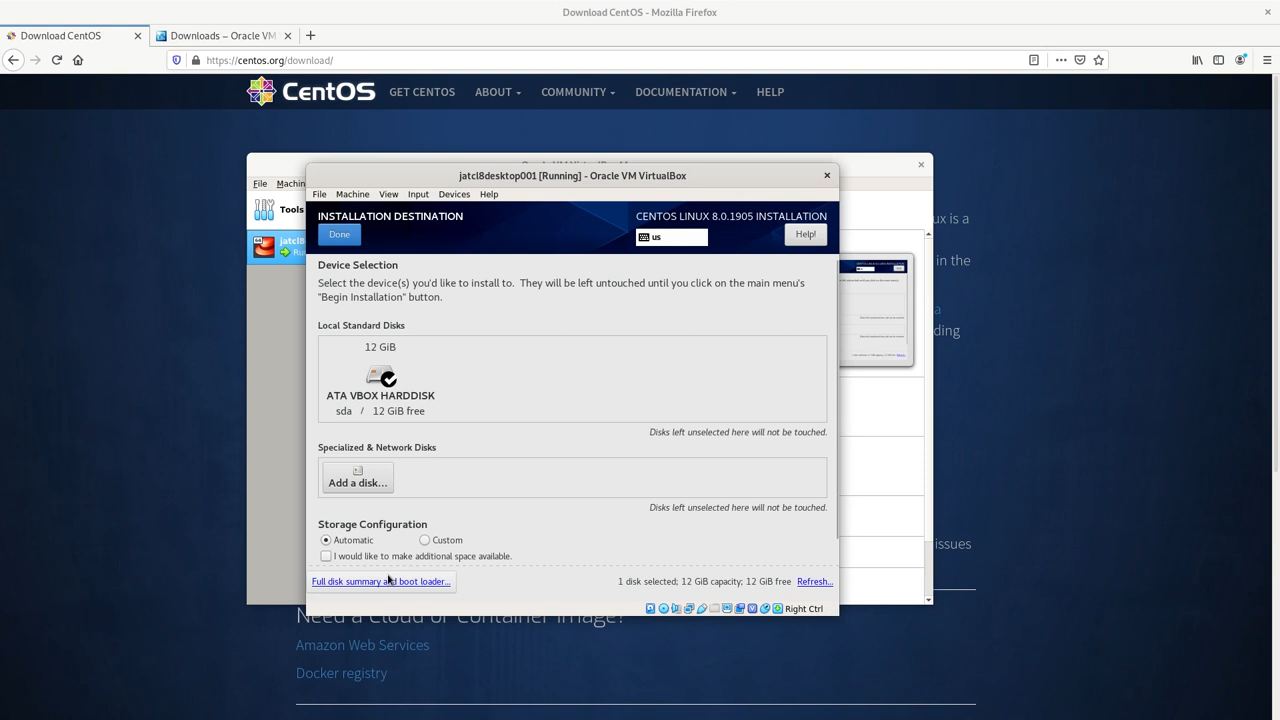 Download CentOS - Mozilla Firefox
Download CentOS
Downloads – Oracle VM
https://centos.org/download/
CentOS
GET CENTOS
ABOUT
COMMUNITY
DOCUMENTATION
HELP
File
Machin
Tools
jatcl8
Ru
jatcl8desktop001 [Running] - Oracle VM VirtualBox
File
Machine
View
Input
Devices
Help
INSTALLATION DESTINATION
CENTOS LINUX 8.0.1905 INSTALLATION
Done
us
Help!
Device Selection
Select the device(s) you'd like to install to.  They will be left untouched until you click on the main menu's
"Begin Installation" button.
Local Standard Disks
12 GiB
ATA VBOX HARDDISK
sda / 12 GiB free
Disks left unselected here will not be touched.
Specialized & Network Disks
Add a disk...
Disks left unselected here will not be touched.
Storage Configuration
Automatic
Custom
I would like to make additional space available.
Full disk summary and boot loader...
1 disk selected; 12 GiB capacity; 12 GiB free
Refresh...
Right Ctrl
ux is a
in the
a
ding
issues
Need a Cloud or Container Image?
Amazon Web Services
Docker registry